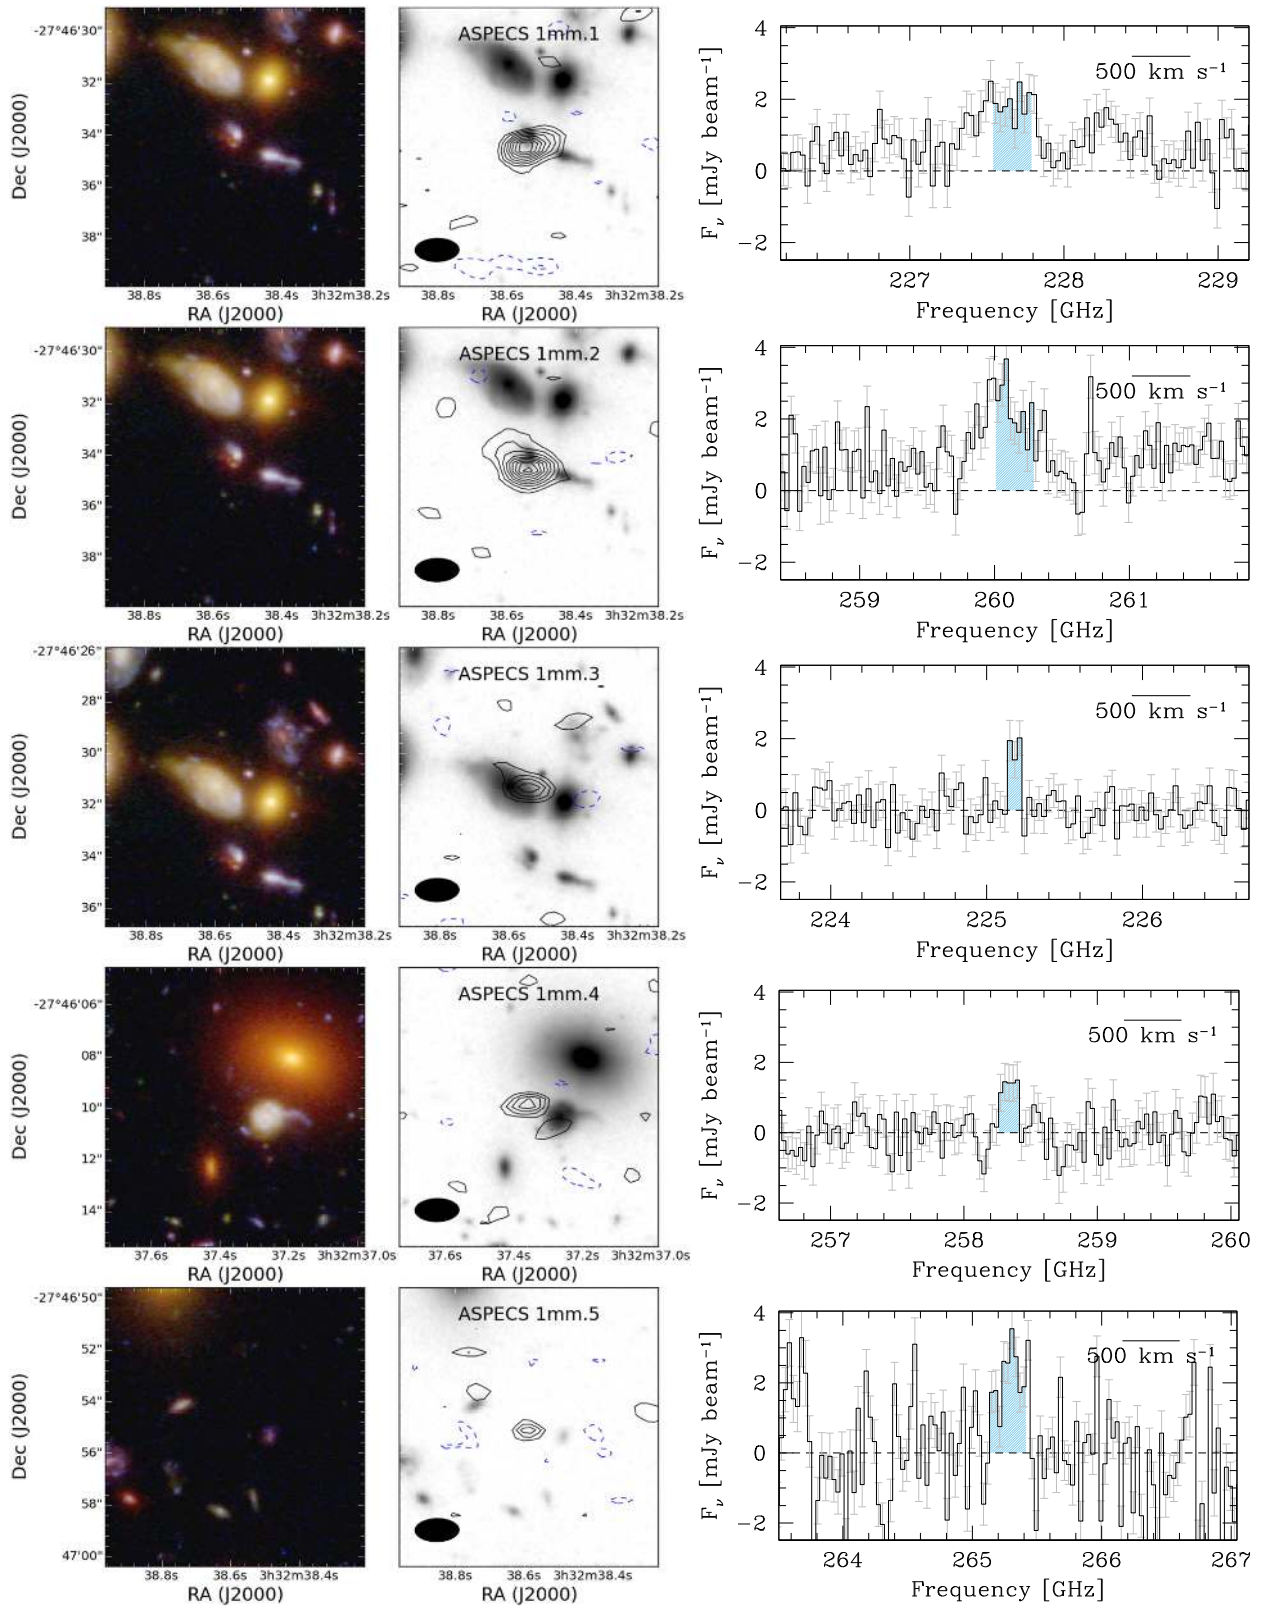 -27°46'30"
32"
34"
36"
38"
Dec (J2000)
38.8s 38.6s 38.4s 3h32m38.2s
RA (J2000)
ASPECS 1mm.1
38.8s 38.6s 38.4s 3h32m38.2s
RA (J2000)
4
2
0
−2
Fν [mJy beam⁻¹]
500 km s⁻¹
227 228 229
Frequency [GHz]
-27°46'30"
32"
34"
36"
38"
Dec (J2000)
38.8s 38.6s 38.4s 3h32m38.2s
RA (J2000)
ASPECS 1mm.2
38.8s 38.6s 38.4s 3h32m38.2s
RA (J2000)
4
2
0
−2
Fν [mJy beam⁻¹]
500 km s⁻¹
259 260 261
Frequency [GHz]
-27°46'26"
28"
30"
32"
34"
36"
Dec (J2000)
38.8s 38.6s 38.4s 3h32m38.2s
RA (J2000)
ASPECS 1mm.3
38.8s 38.6s 38.4s 3h32m38.2s
RA (J2000)
4
2
0
−2
Fν [mJy beam⁻¹]
500 km s⁻¹
224 225 226
Frequency [GHz]
-27°46'06"
08"
10"
12"
14"
Dec (J2000)
37.6s 37.4s 37.2s 3h32m37.0s
RA (J2000)
ASPECS 1mm.4
37.6s 37.4s 37.2s 3h32m37.0s
RA (J2000)
4
2
0
−2
Fν [mJy beam⁻¹]
500 km s⁻¹
257 258 259 260
Frequency [GHz]
-27°46'50"
52"
54"
56"
58"
47'00"
Dec (J2000)
38.8s 38.6s 3h32m38.4s
RA (J2000)
ASPECS 1mm.5
38.8s 38.6s 3h32m38.4s
RA (J2000)
4
2
0
−2
Fν [mJy beam⁻¹]
500 km s⁻¹
264 265 266 267
Frequency [GHz]